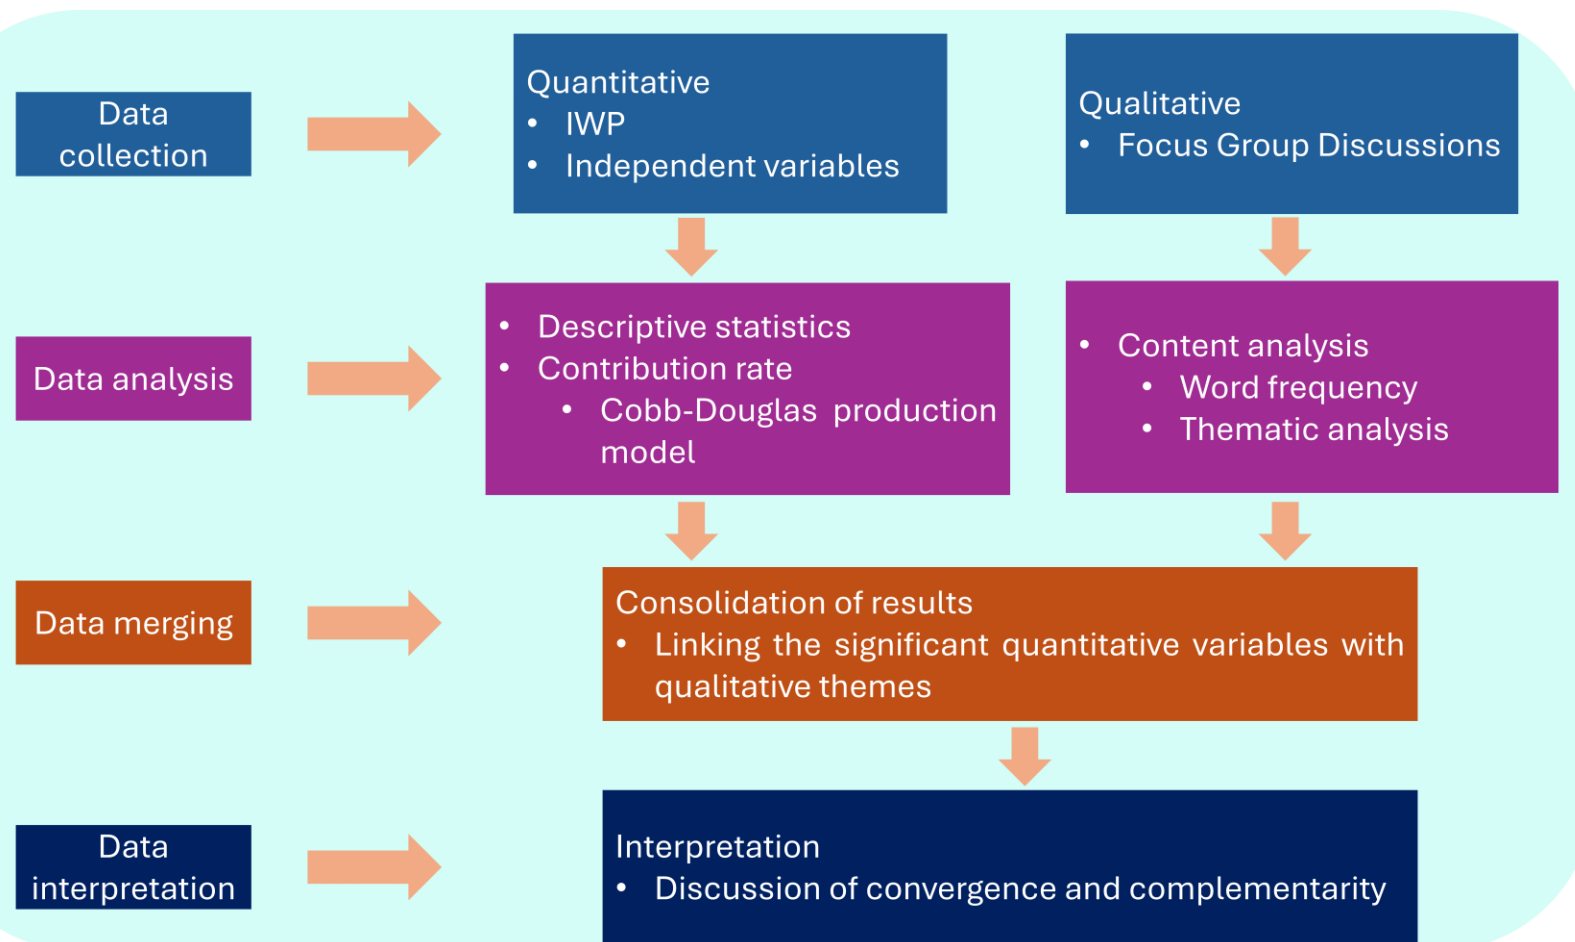 Data
collection
Quantitative
• IWP
• Independent variables
Qualitative
• Focus Group Discussions
Data analysis
• Descriptive statistics
• Contribution rate
• Cobb-Douglas production
model
• Content analysis
• Word frequency
• Thematic analysis
Data merging
Consolidation of results
• Linking the significant quantitative variables with
qualitative themes
Data
interpretation
Interpretation
• Discussion of convergence and complementarity